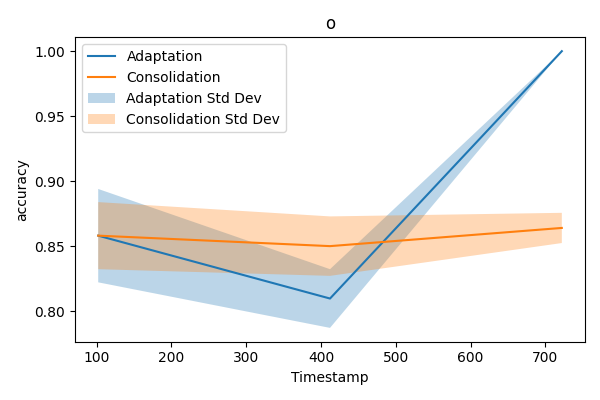 o
Adaptation
Consolidation
Adaptation Std Dev
Consolidation Std Dev
1.00
0.95
0.90
0.85
0.80
accuracy
100 200 300 400 500 600 700
Timestamp